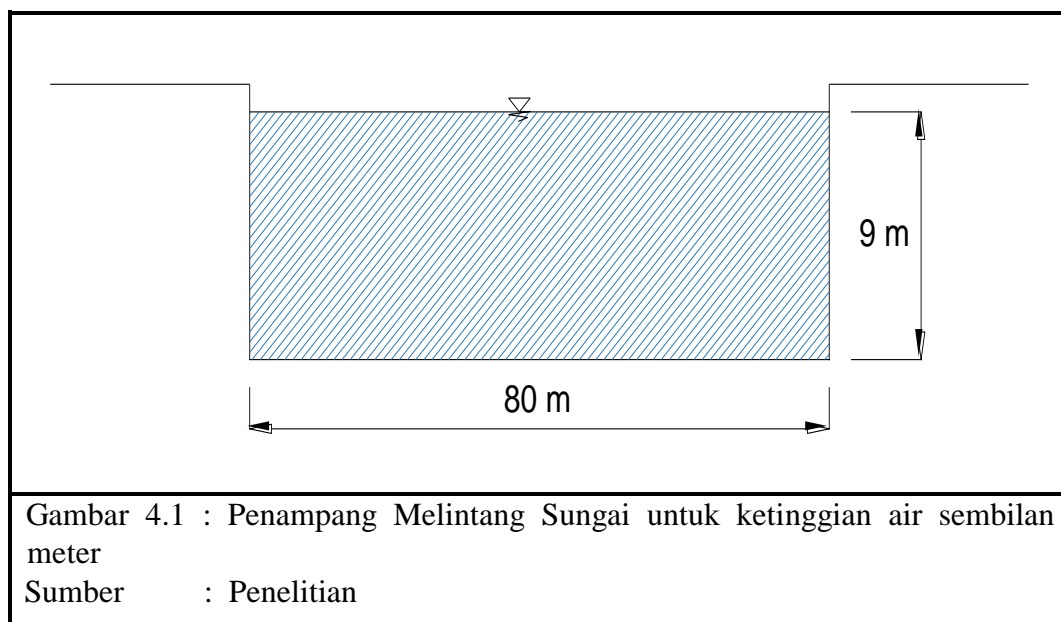 9 m
80 m
Gambar 4.1 : Penampang Melintang Sungai untuk ketinggian air sembilan
meter
Sumber : Penelitian